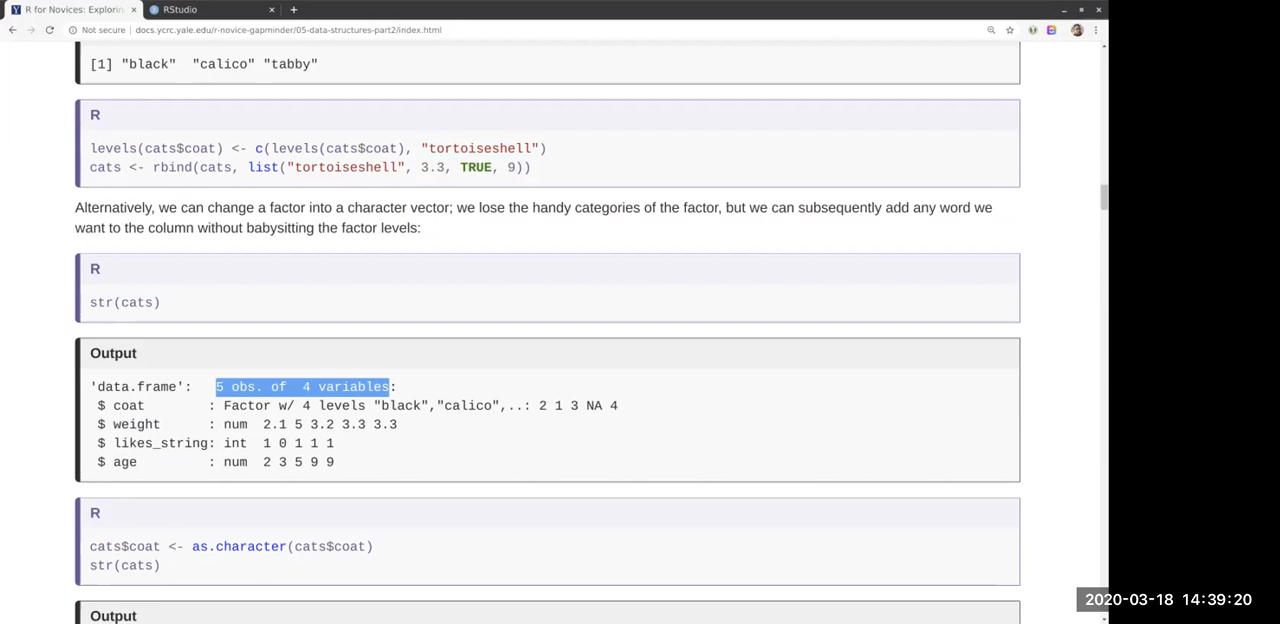 R for Novices: Explorin
RStudio
Not secure | docs.ycrc.yale.edu/r-novice-gapminder/05-data-structures-part2/index.html
[1] "black"  "calico" "tabby"
R
levels(cats$coat) <- c(levels(cats$coat), "tortoiseshell")
cats <- rbind(cats, list("tortoiseshell", 3.3, TRUE, 9))
Alternatively, we can change a factor into a character vector; we lose the handy categories of the factor, but we can subsequently add any word we
want to the column without babysitting the factor levels:
R
str(cats)
Output
'data.frame':   5 obs. of  4 variables:
 $ coat        : Factor w/ 4 levels "black","calico",..: 2 1 3 NA 4
 $ weight      : num  2.1 5 3.2 3.3 3.3
 $ likes_string: int  1 0 1 1 1
 $ age         : num  2 3 5 9 9
R
cats$coat <- as.character(cats$coat)
str(cats)
Output
2020-03-18 14:39:20